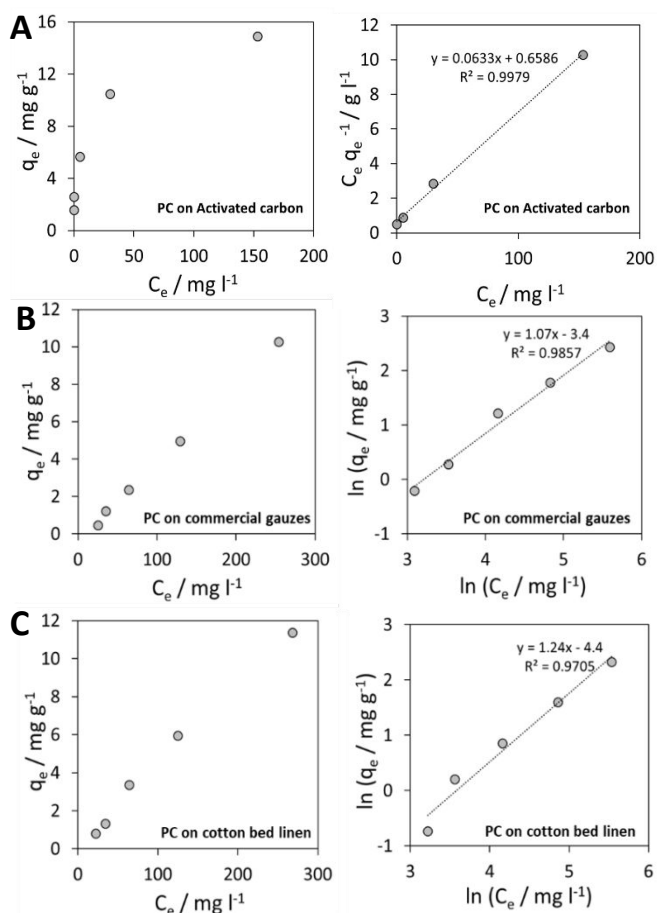 A
16
12
8
4
0
qₑ / mg g⁻¹
PC on Activated carbon
0 50 100 150 200
Cₑ / mg l⁻¹
12
10
8
6
4
2
0
Cₑ qₑ ⁻¹/ g l⁻¹
y = 0.0633x + 0.6586
R² = 0.9979
PC on Activated carbon
0 100 200
Cₑ / mg l⁻¹
B
12
10
8
6
4
2
0
qₑ / mg g⁻¹
PC on commercial gauzes
0 100 200 300
Cₑ / mg l⁻¹
3
2
1
0
-1
ln (qₑ / mg g⁻¹)
y = 1.07x - 3.4
R² = 0.9857
PC on commercial gauzes
3 4 5 6
ln (Cₑ / mg l⁻¹)
C
12
10
8
6
4
2
0
qₑ / mg g⁻¹
PC on cotton bed linen
0 100 200 300
Cₑ / mg l⁻¹
3
2
1
0
-1
ln (qₑ / mg g⁻¹)
y = 1.24x - 4.4
R² = 0.9705
PC on cotton bed linen
3 4 5 6
ln (Cₑ / mg l⁻¹)